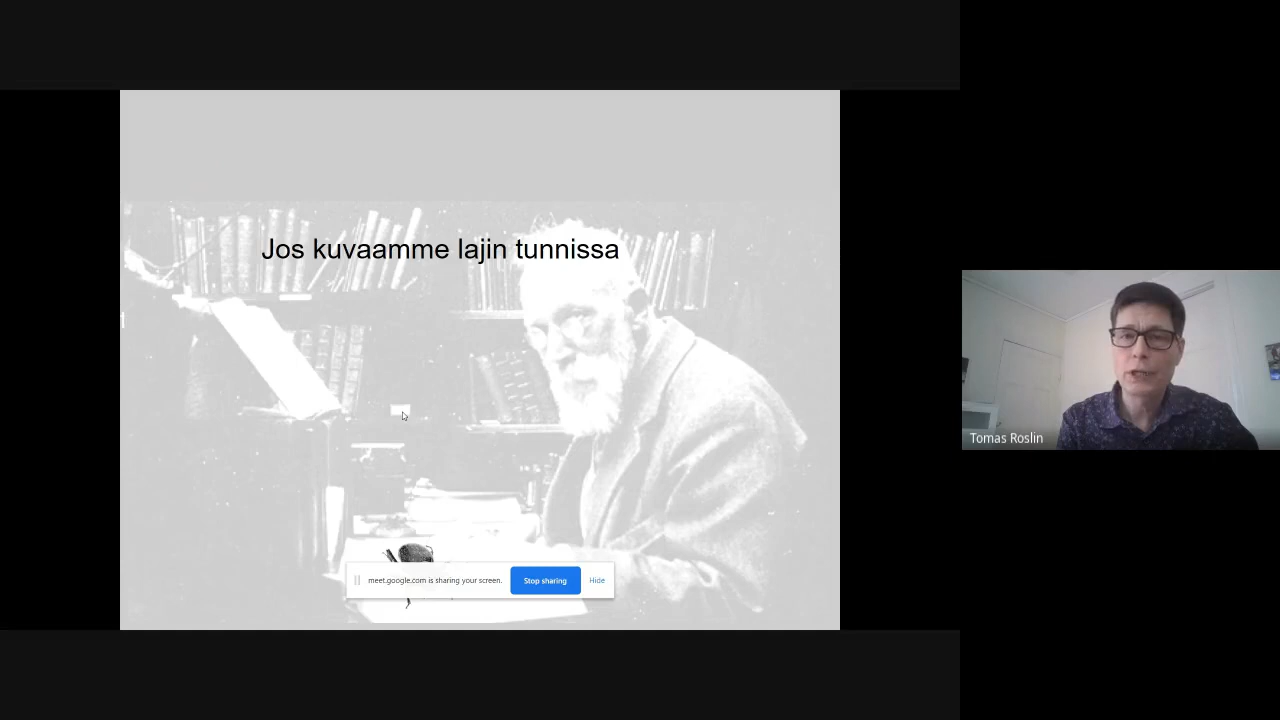 Jos kuvaamme lajin tunnissa
meet.google.com is sharing your screen.
Stop sharing
Hide
Tomas Roslin